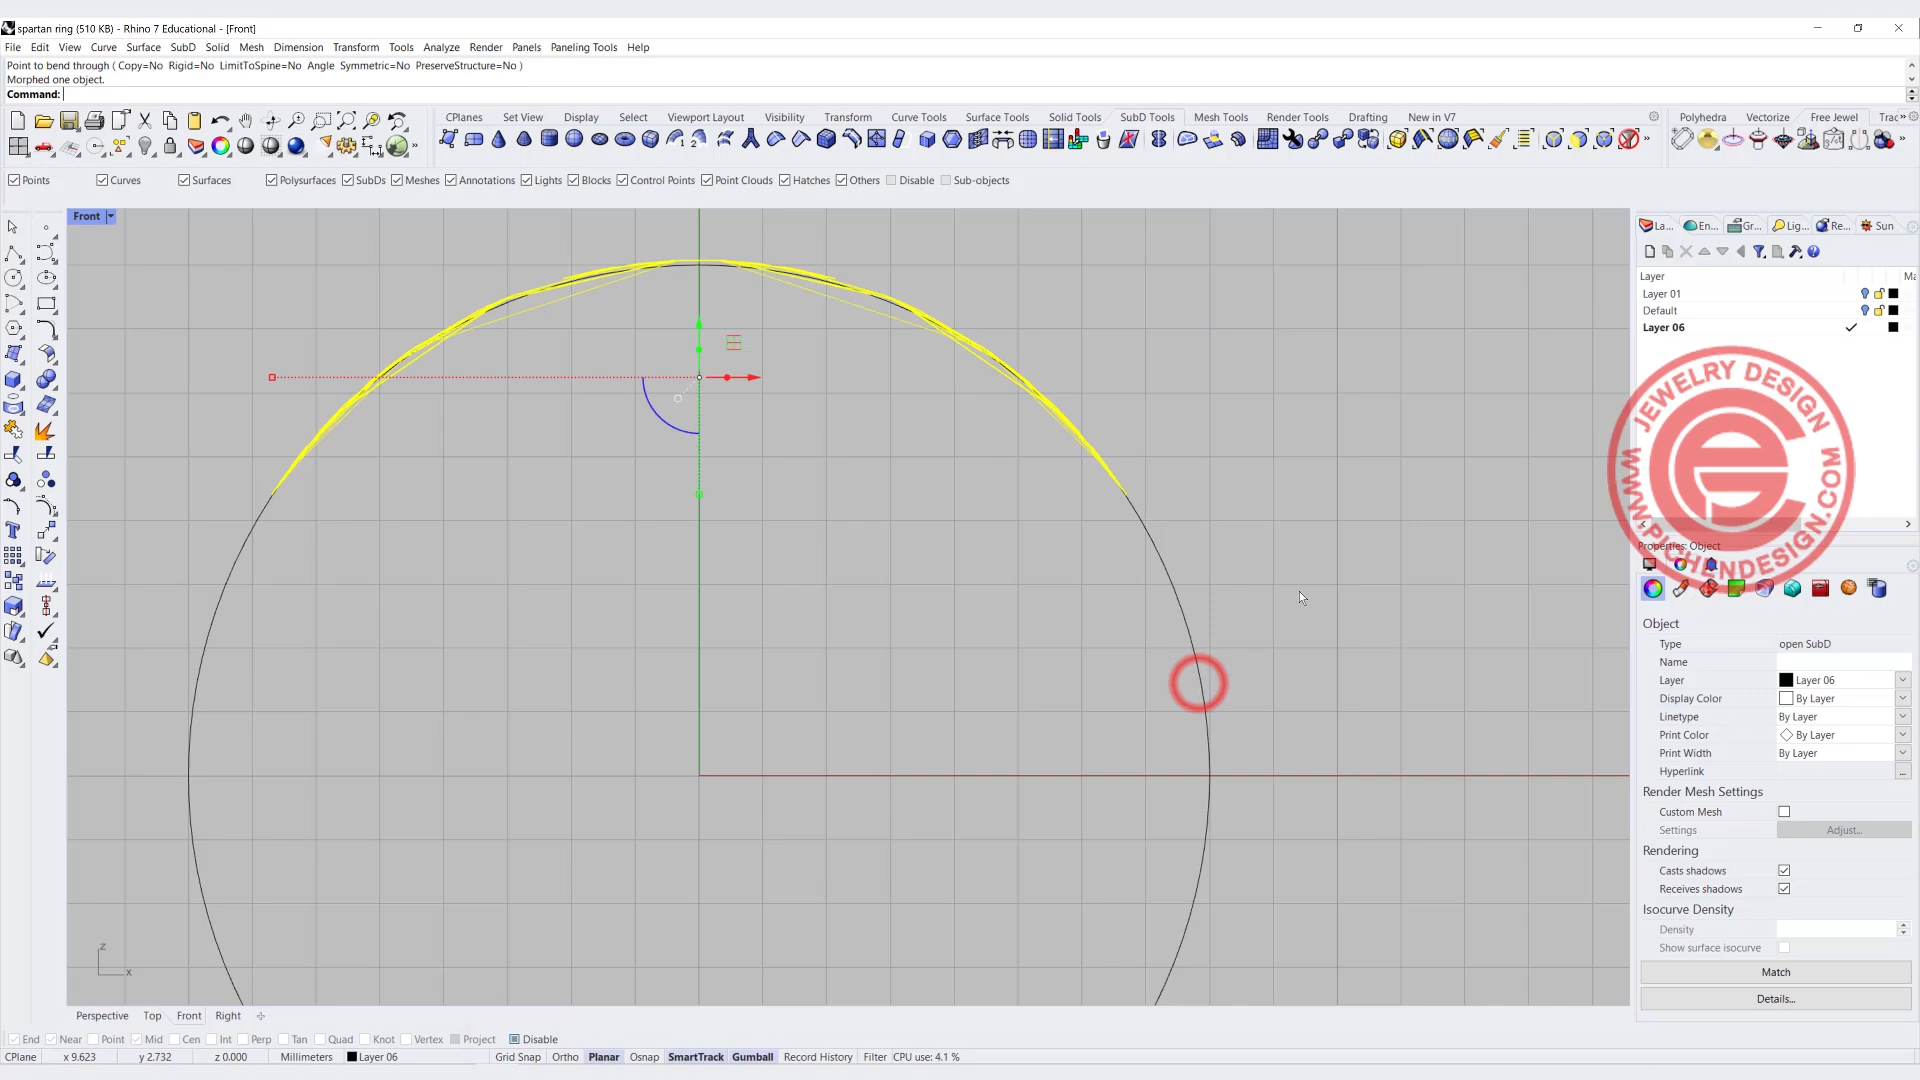 spartan ring (510 KB) - Rhino 7 Educational - [Front]
File Edit View Curve Surface SubD Solid Mesh Dimension Transform Tools Analyze Render Panels Paneling Tools Help
Point to bend through ( Copy=No Rigid=No LimitToSpine=No Angle Symmetric=No PreserveStructure=No )
Morphed one object.
Command:
CPlanes Set View Display Select Viewport Layout Visibility Transform Curve Tools Surface Tools Solid Tools SubD Tools Mesh Tools Render Tools Drafting New in V7 Polyhedra Vectorize Free Jewel Trac
Points Curves Surfaces Polysurfaces SubDs Meshes Annotations Lights Blocks Control Points Point Clouds Hatches Others Disable Sub-objects
Front
La... En... Gr... Lig... Re... Sun
Layer Ma
Layer 01
Default
Layer 06
JEWELRY DESIGN
WWW.PICHENDESIGN.COM
Properties: Object
Object
Type open SubD
Name
Layer Layer 06
Display Color By Layer
Linetype By Layer
Print Color By Layer
Print Width By Layer
Hyperlink ...
Render Mesh Settings
Custom Mesh
Settings Adjust...
Rendering
Casts shadows
Receives shadows
Isocurve Density
Density
Show surface isocurve
Match
Details...
z
x
Perspective Top Front Right
End Near Point Mid Cen Int Perp Tan Quad Knot Vertex Project Disable
CPlane x 9.623 y 2.732 z 0.000 Millimeters Layer 06 Grid Snap Ortho Planar Osnap SmartTrack Gumball Record History Filter CPU use: 4.1 %